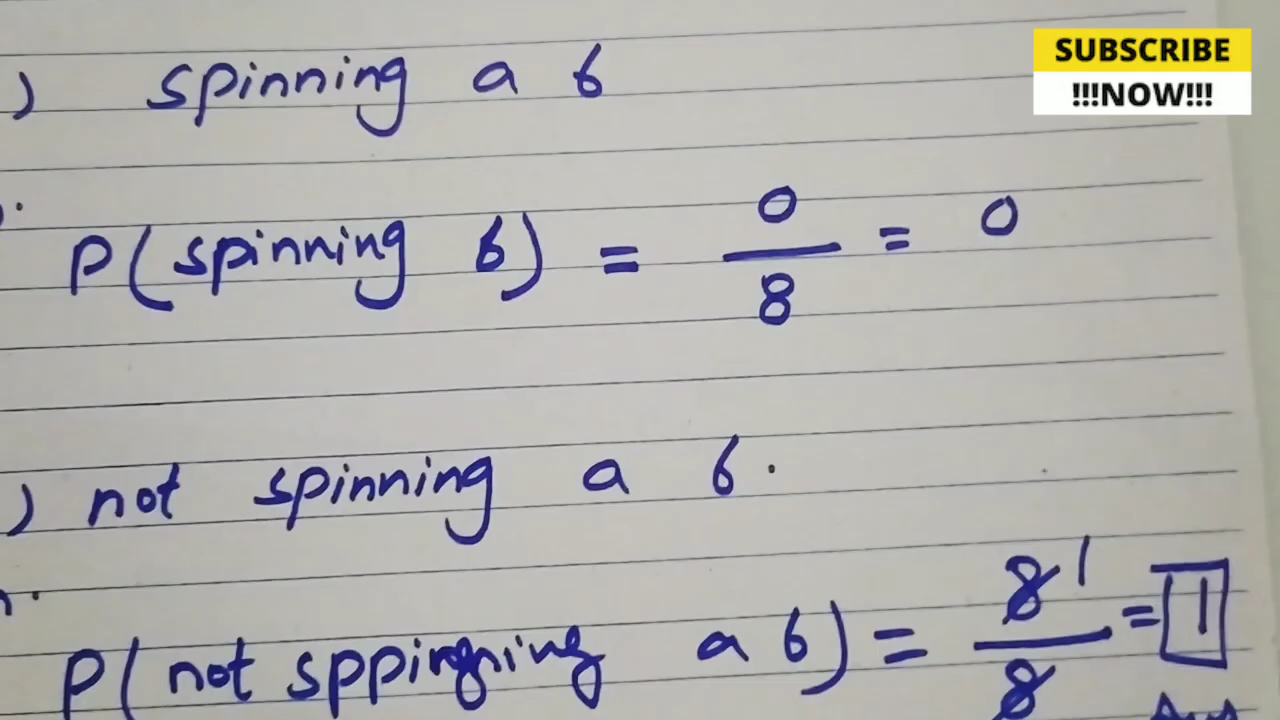 SUBSCRIBE
!!!NOW!!!
) spinning a 6
P(spinning 6) = 0/8 = 0
) not spinning a 6.
P(not sppingning a 6) = 8 1/8 = 1